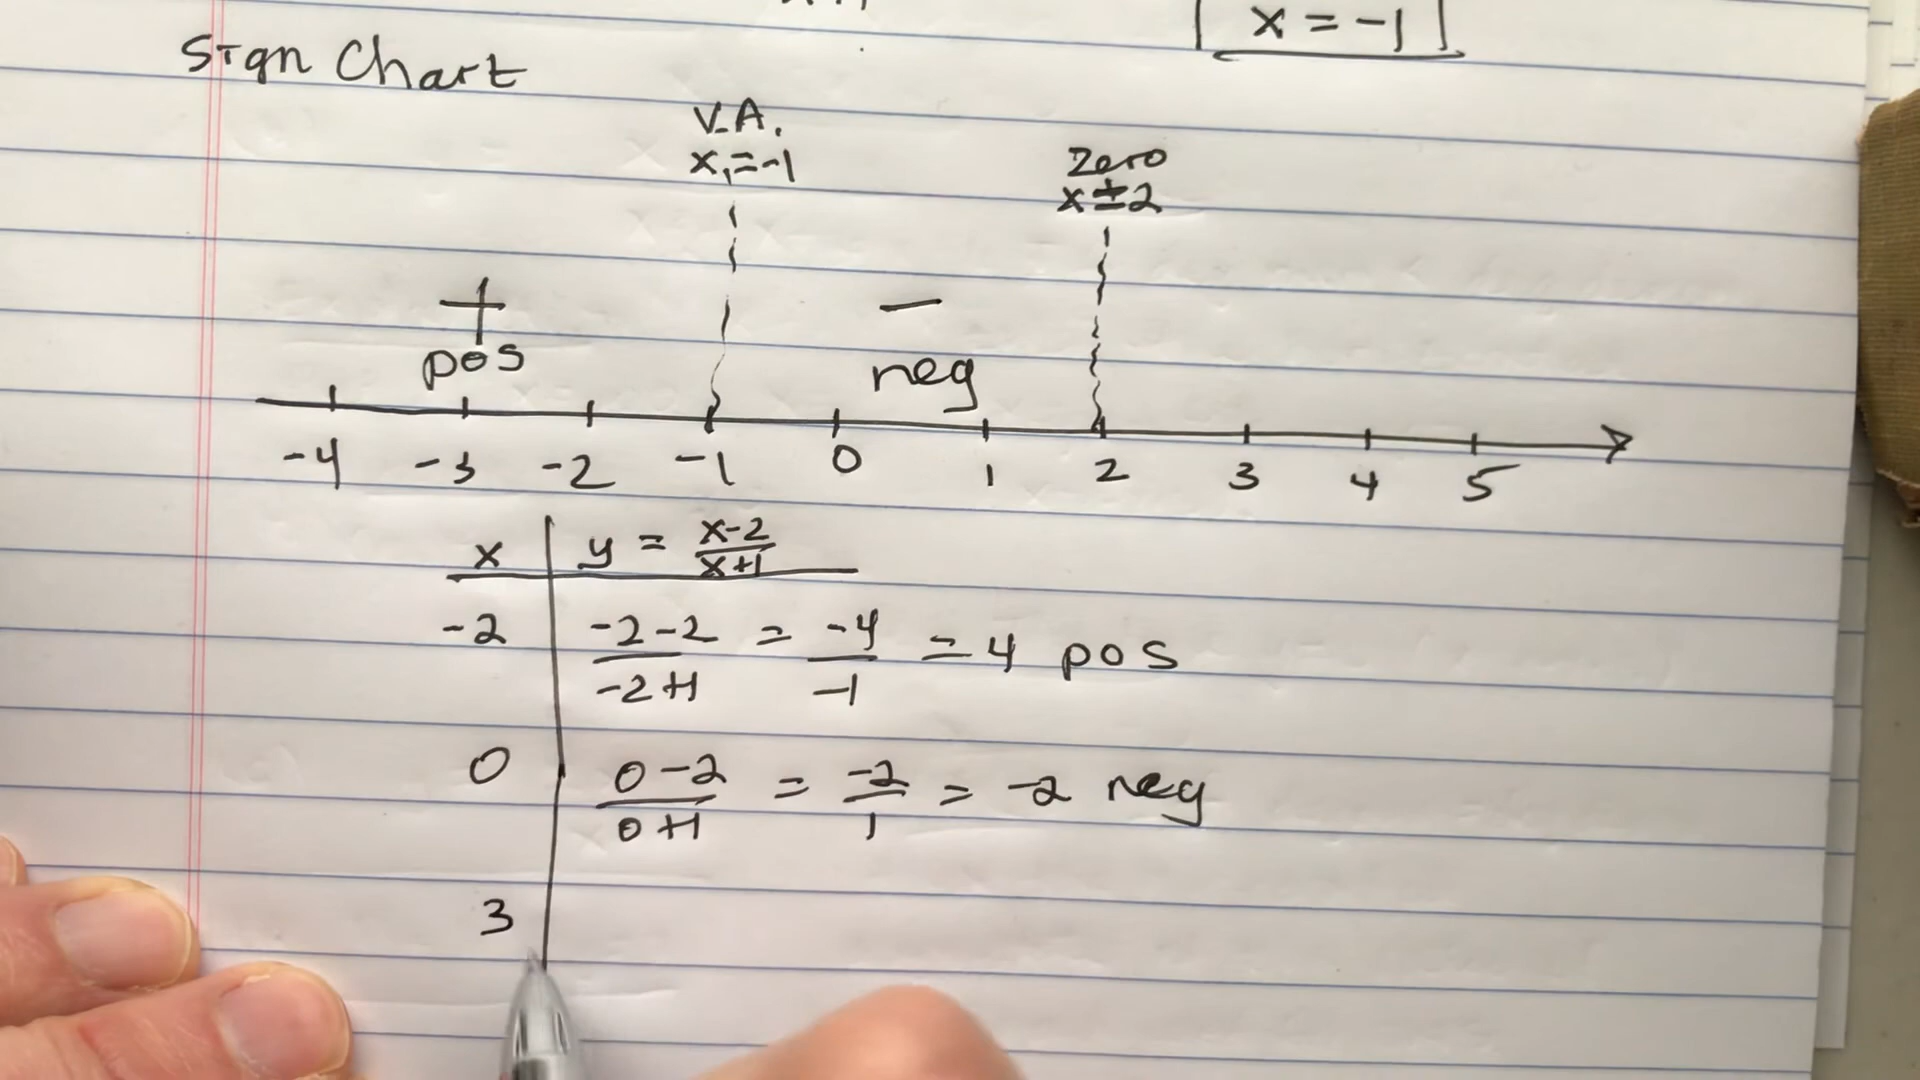 x = -1
Sign Chart
V.A.
x = -1
Zero
x = 2
+
pos
−
neg
-4 -3 -2 -1 0 1 2 3 4 5
x | y = (x-2)/(x+1)
-2 | (-2-2)/(-2+1) = -4/-1 = 4 pos
0 | (0-2)/(0+1) = -2/1 = -2 neg
3